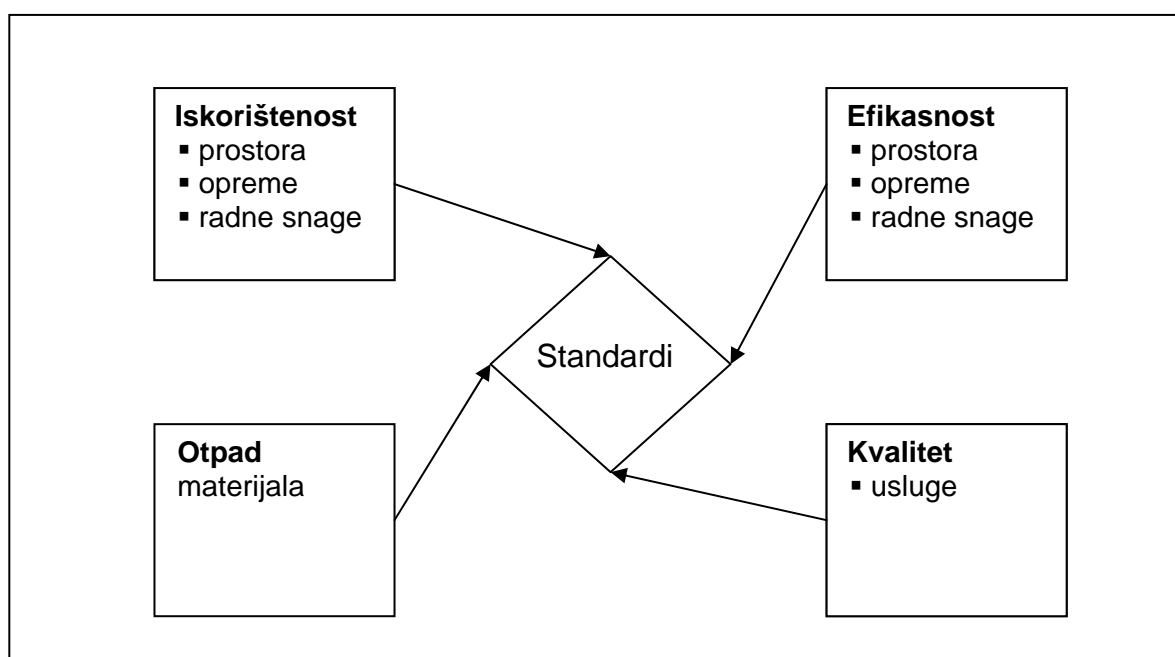 Iskorištenost
▪ prostora
▪ opreme
▪ radne snage
Efikasnost
▪ prostora
▪ opreme
▪ radne snage
Standardi
Otpad
materijala
Kvalitet
▪ usluge